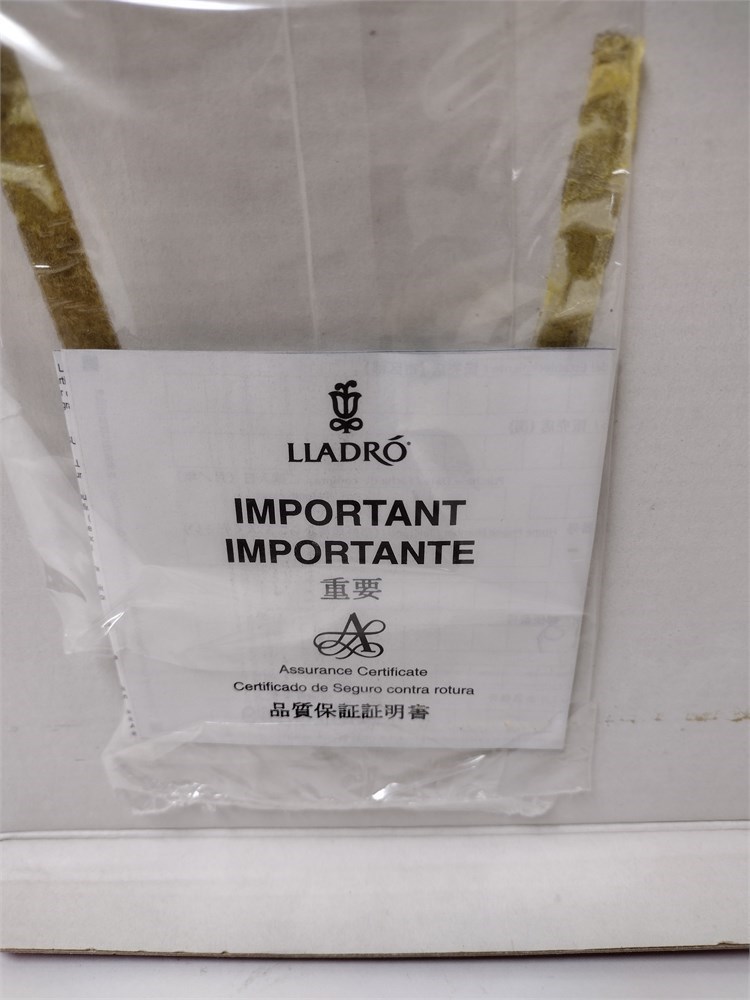 LLADRÓ
IMPORTANT
IMPORTANTE
重要
A
Assurance Certificate
Certificado de Seguro contra rotura
品質保証証明書